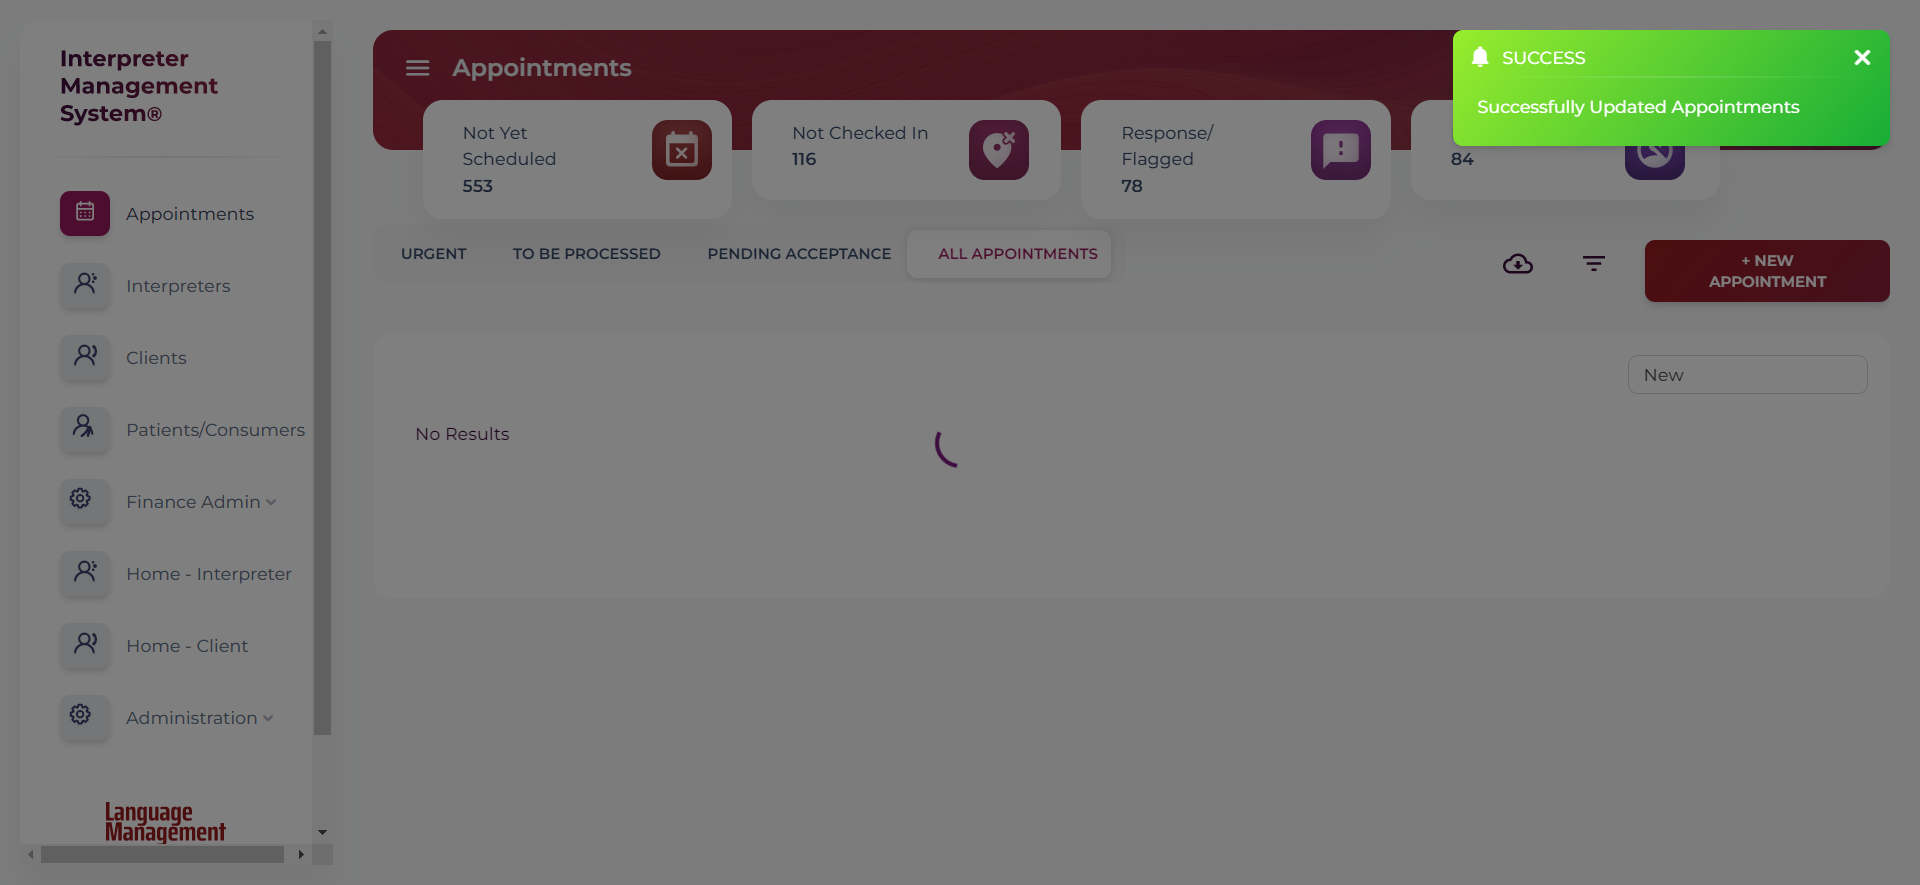 Interpreter
Management
System®
Appointments
Interpreters
Clients
Patients/Consumers
Finance Admin
Home - Interpreter
Home - Client
Administration
Language
Management
Appointments
Not Yet
Scheduled
553
Not Checked In
116
Response/
Flagged
78
84
SUCCESS
Successfully Updated Appointments
URGENT
TO BE PROCESSED
PENDING ACCEPTANCE
ALL APPOINTMENTS
+ NEW
APPOINTMENT
New
No Results